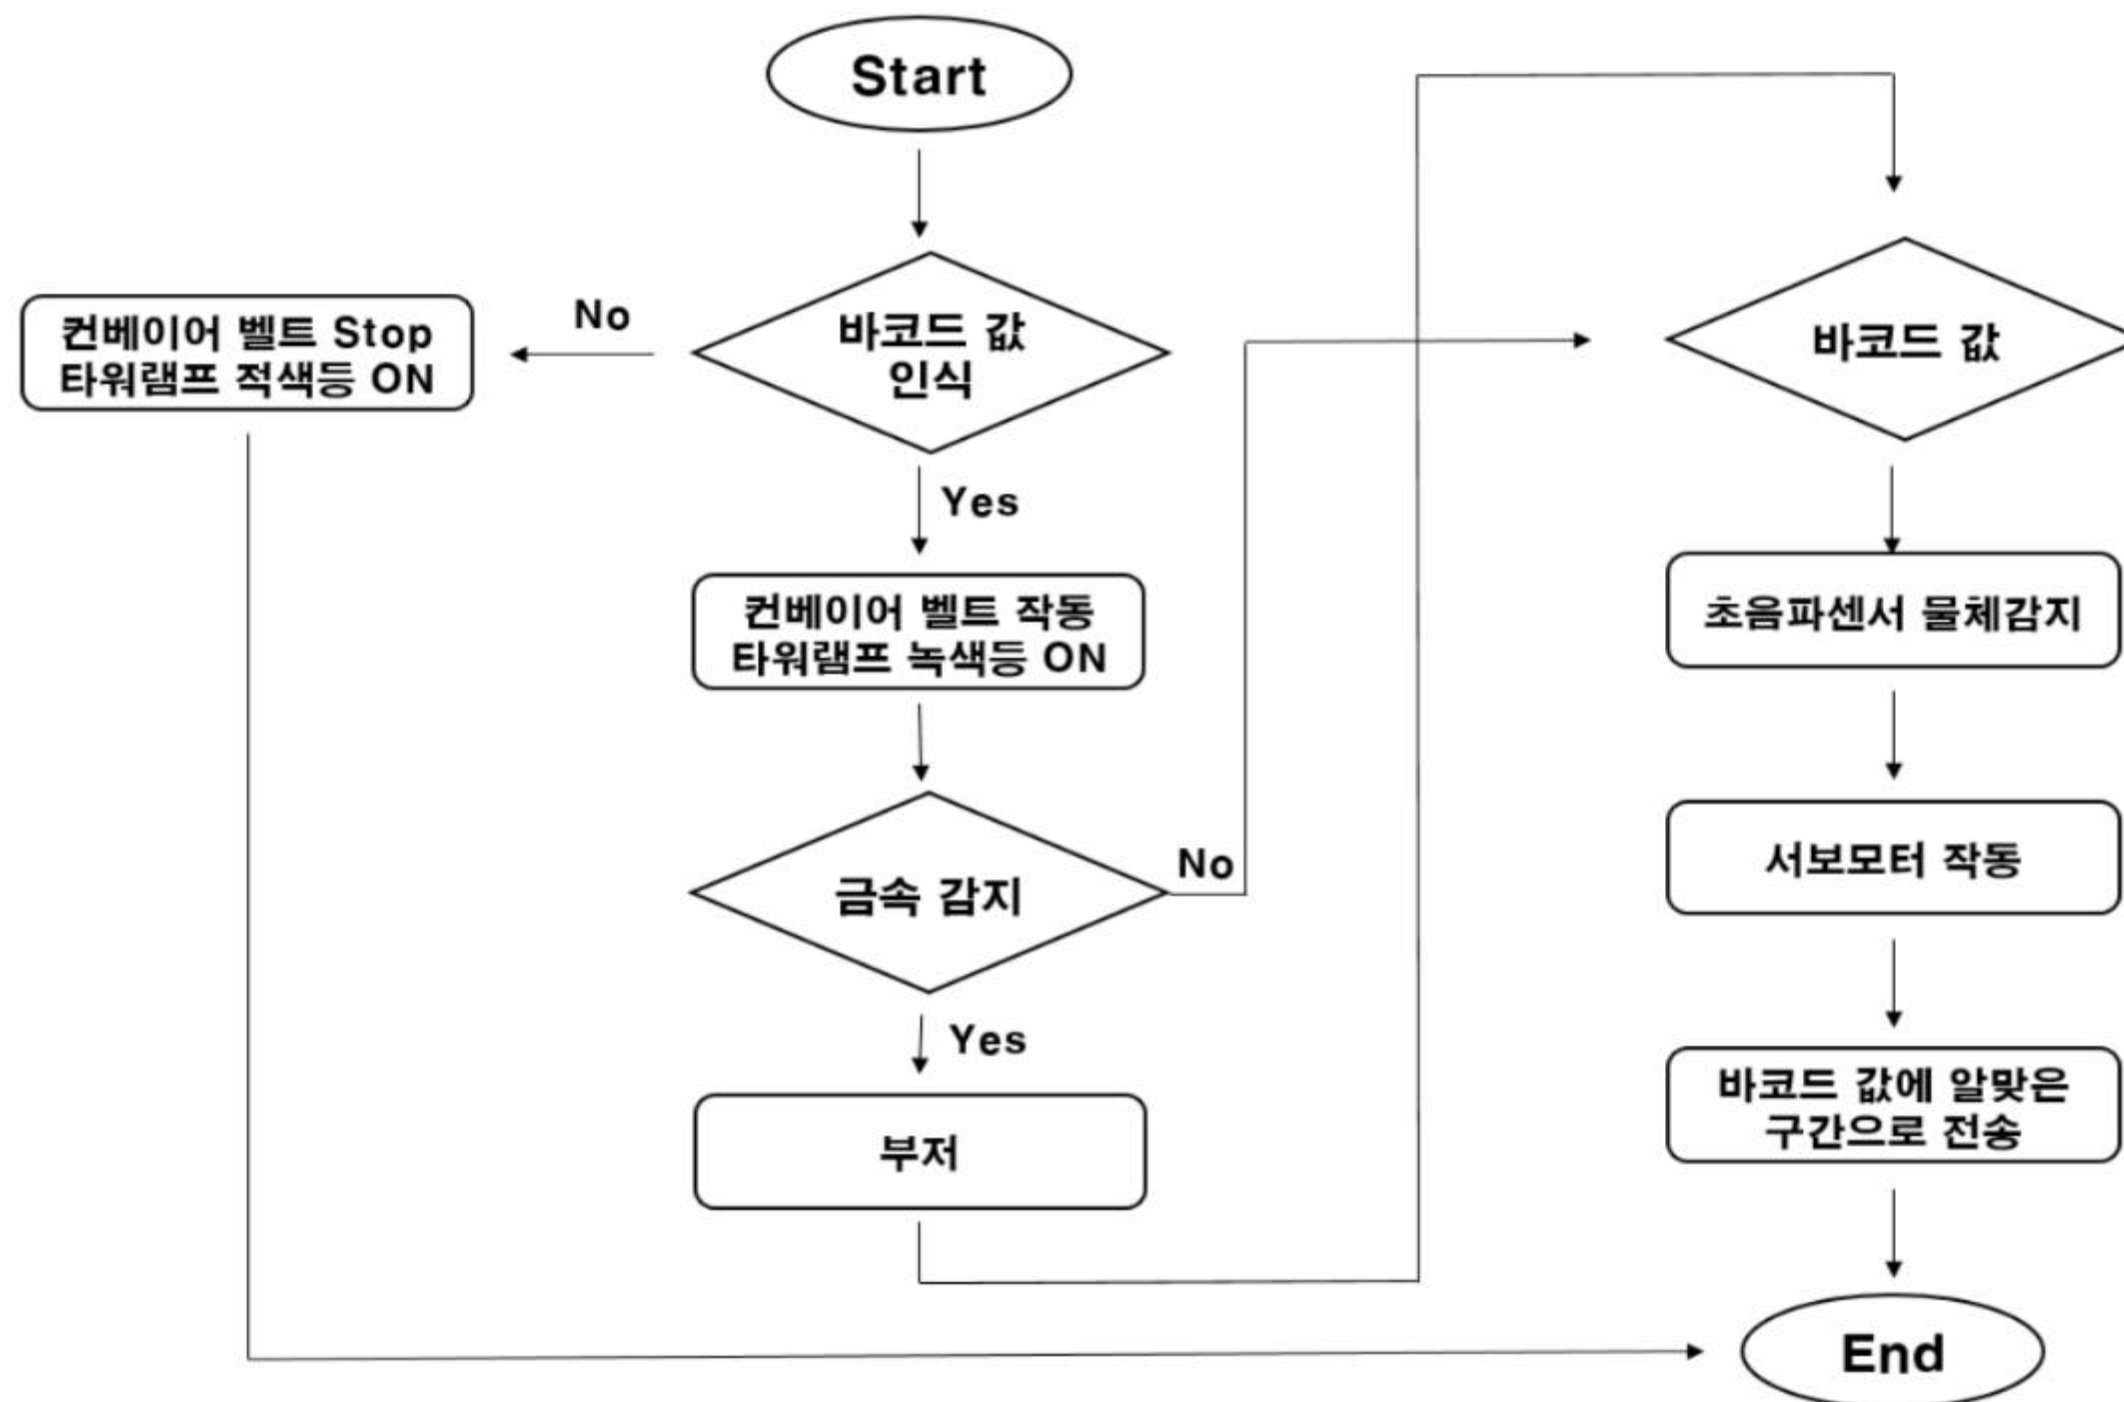 Start
바코드 값
인식
No
컨베이어 벨트 Stop
타워램프 적색등 ON
Yes
컨베이어 벨트 작동
타워램프 녹색등 ON
금속 감지
No
Yes
부저
바코드 값
초음파센서 물체감지
서보모터 작동
바코드 값에 알맞은
구간으로 전송
End